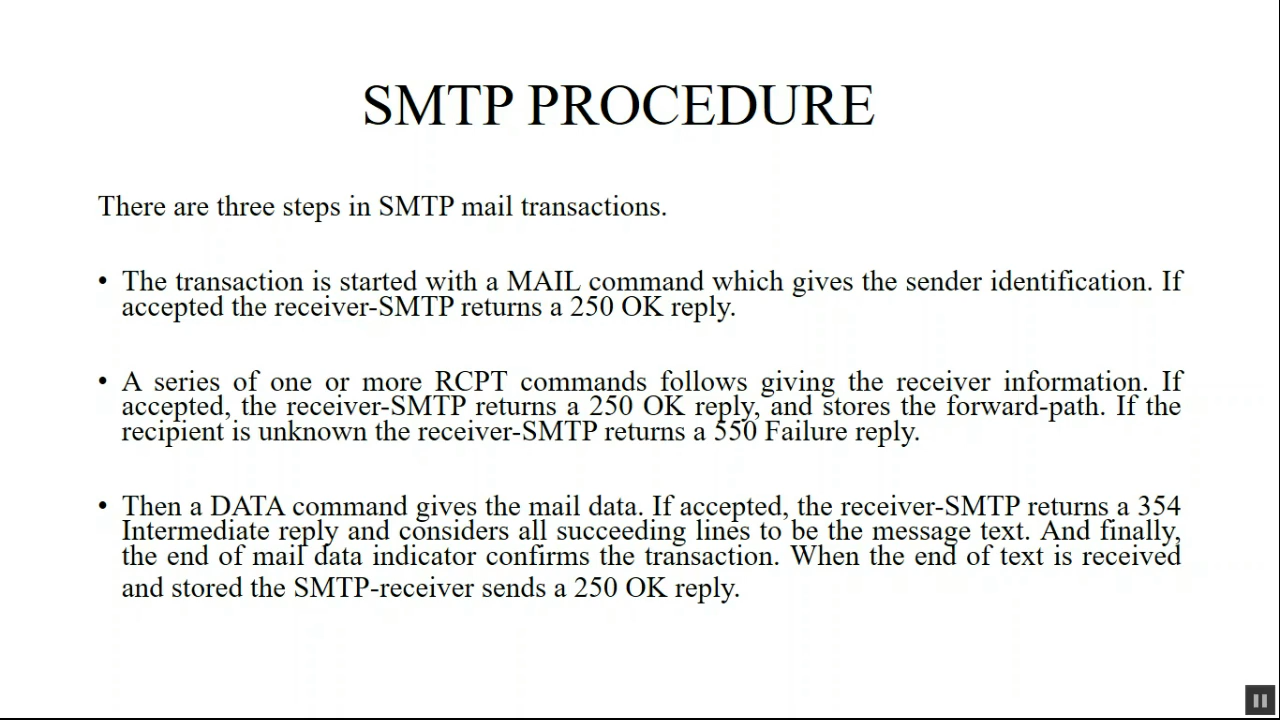 SMTP PROCEDURE
There are three steps in SMTP mail transactions.
• The transaction is started with a MAIL command which gives the sender identification. If
accepted the receiver-SMTP returns a 250 OK reply.
• A series of one or more RCPT commands follows giving the receiver information. If
accepted, the receiver-SMTP returns a 250 OK reply, and stores the forward-path. If the
recipient is unknown the receiver-SMTP returns a 550 Failure reply.
• Then a DATA command gives the mail data. If accepted, the receiver-SMTP returns a 354
Intermediate reply and considers all succeeding lines to be the message text. And finally,
the end of mail data indicator confirms the transaction. When the end of text is received
and stored the SMTP-receiver sends a 250 OK reply.